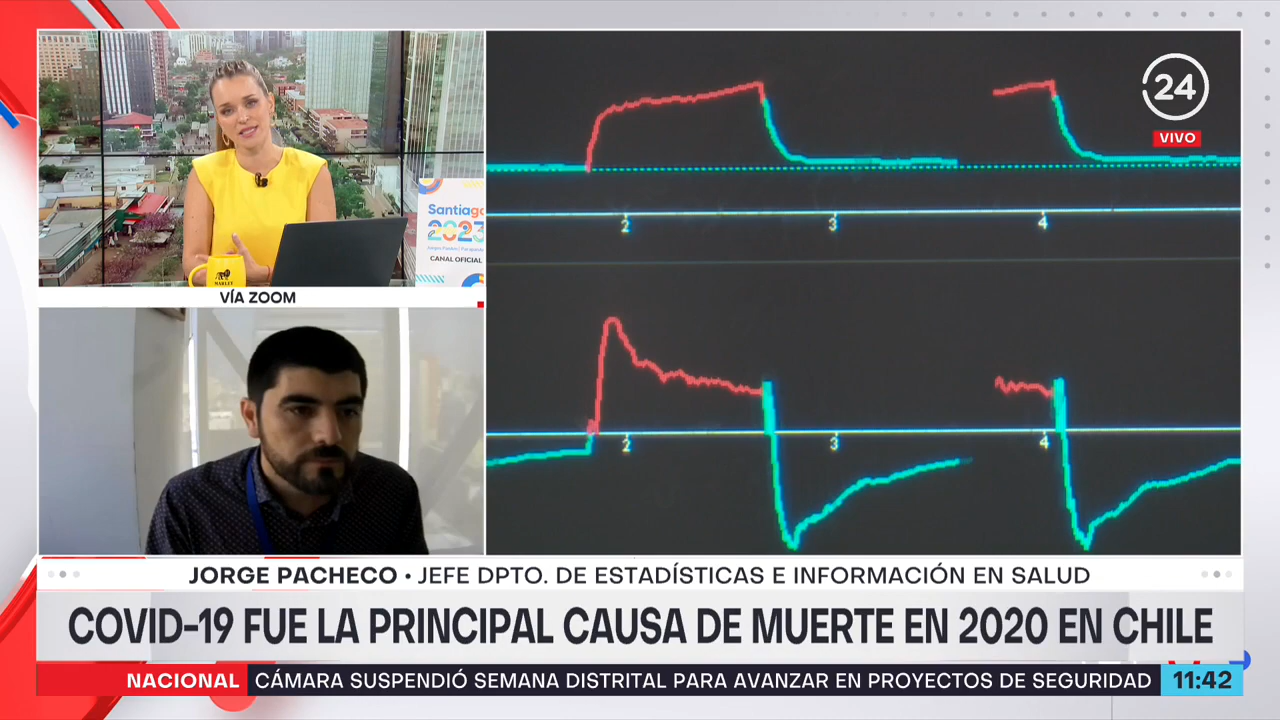 24
VIVO
Santiago
2023
CANAL OFICIAL
MARLEY
VÍA ZOOM
2 3 4
2 3 4
JORGE PACHECO • JEFE DPTO. DE ESTADÍSTICAS E INFORMACIÓN EN SALUD
COVID-19 FUE LA PRINCIPAL CAUSA DE MUERTE EN 2020 EN CHILE
NACIONAL CÁMARA SUSPENDIÓ SEMANA DISTRITAL PARA AVANZAR EN PROYECTOS DE SEGURIDAD 11:42